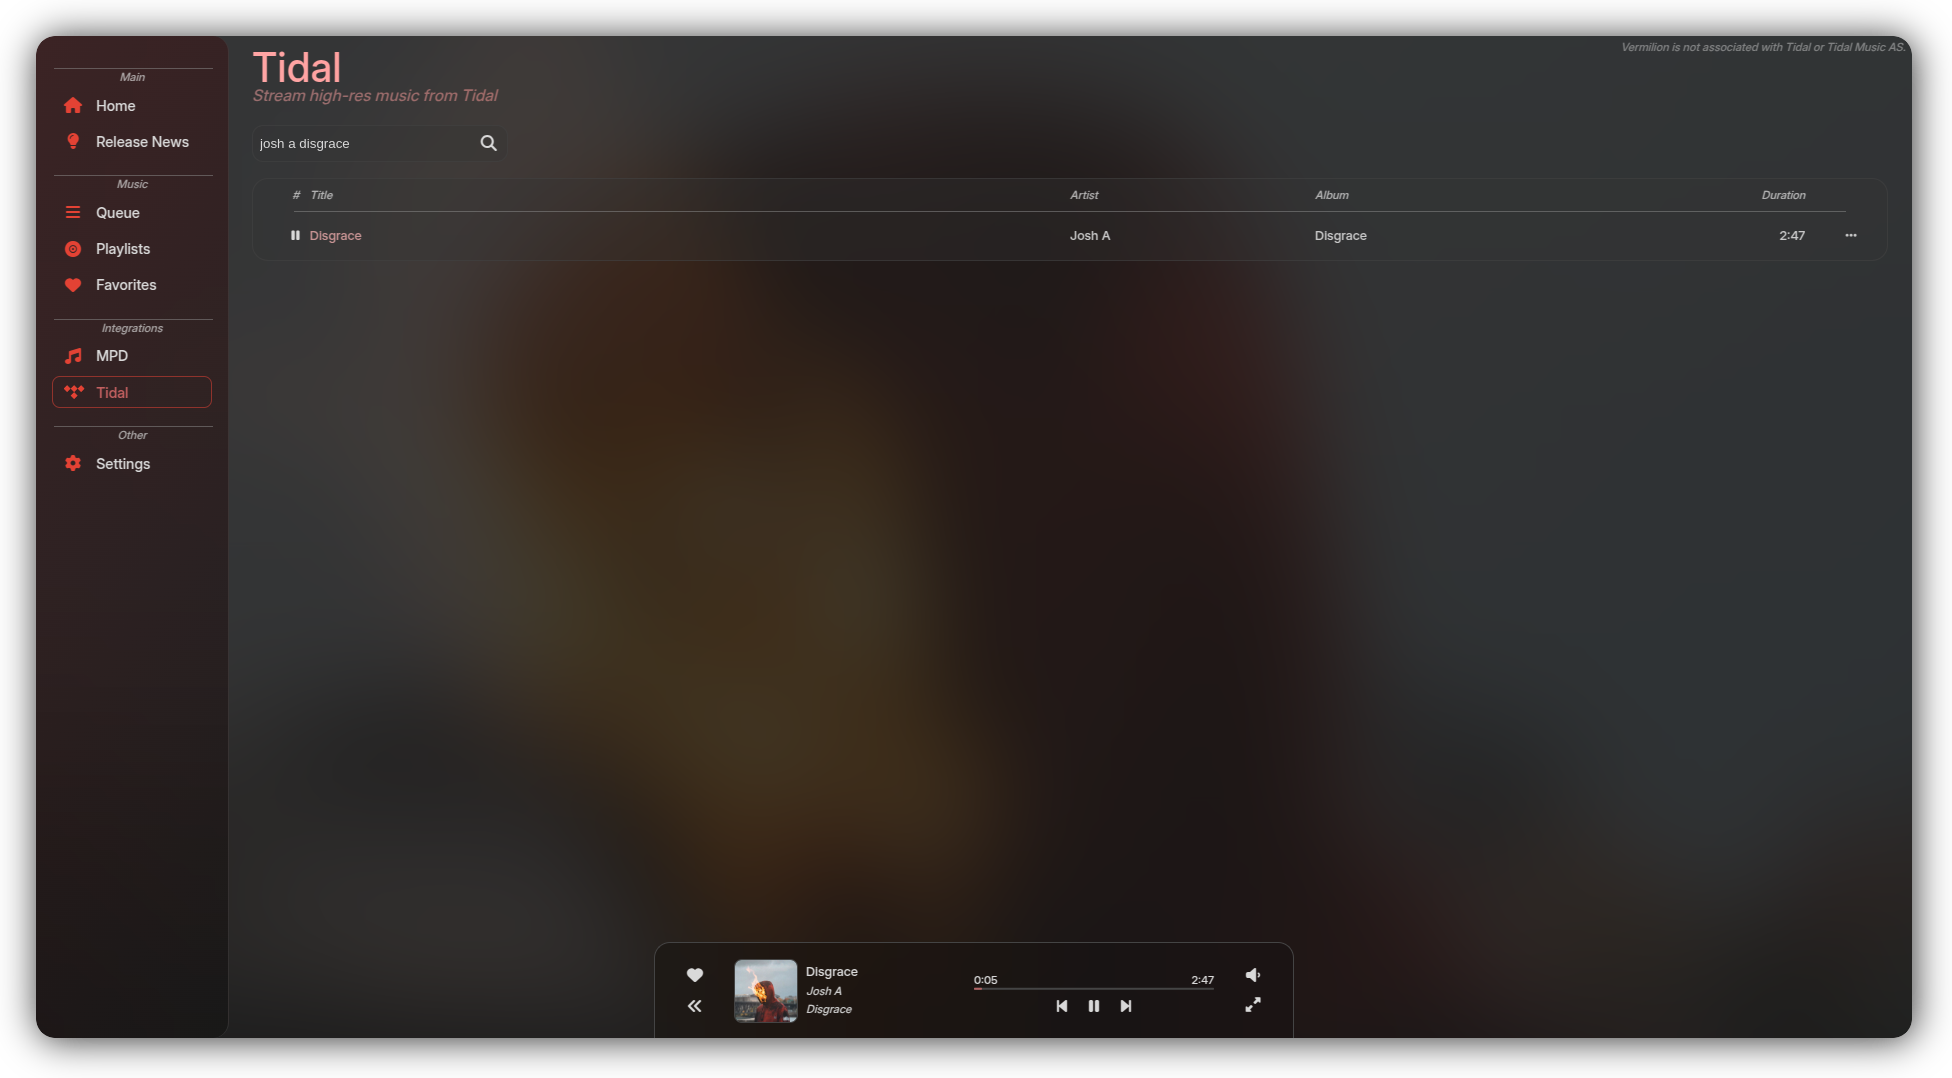 Vermilion is not associated with Tidal or Tidal Music AS.
Main
Home
Release News
Music
Queue
Playlists
Favorites
Integrations
MPD
Tidal
Other
Settings
Tidal
Stream high-res music from Tidal
josh a disgrace
# Title Artist Album Duration
Disgrace Josh A Disgrace 2:47
Disgrace
Josh A
Disgrace
0:05 2:47